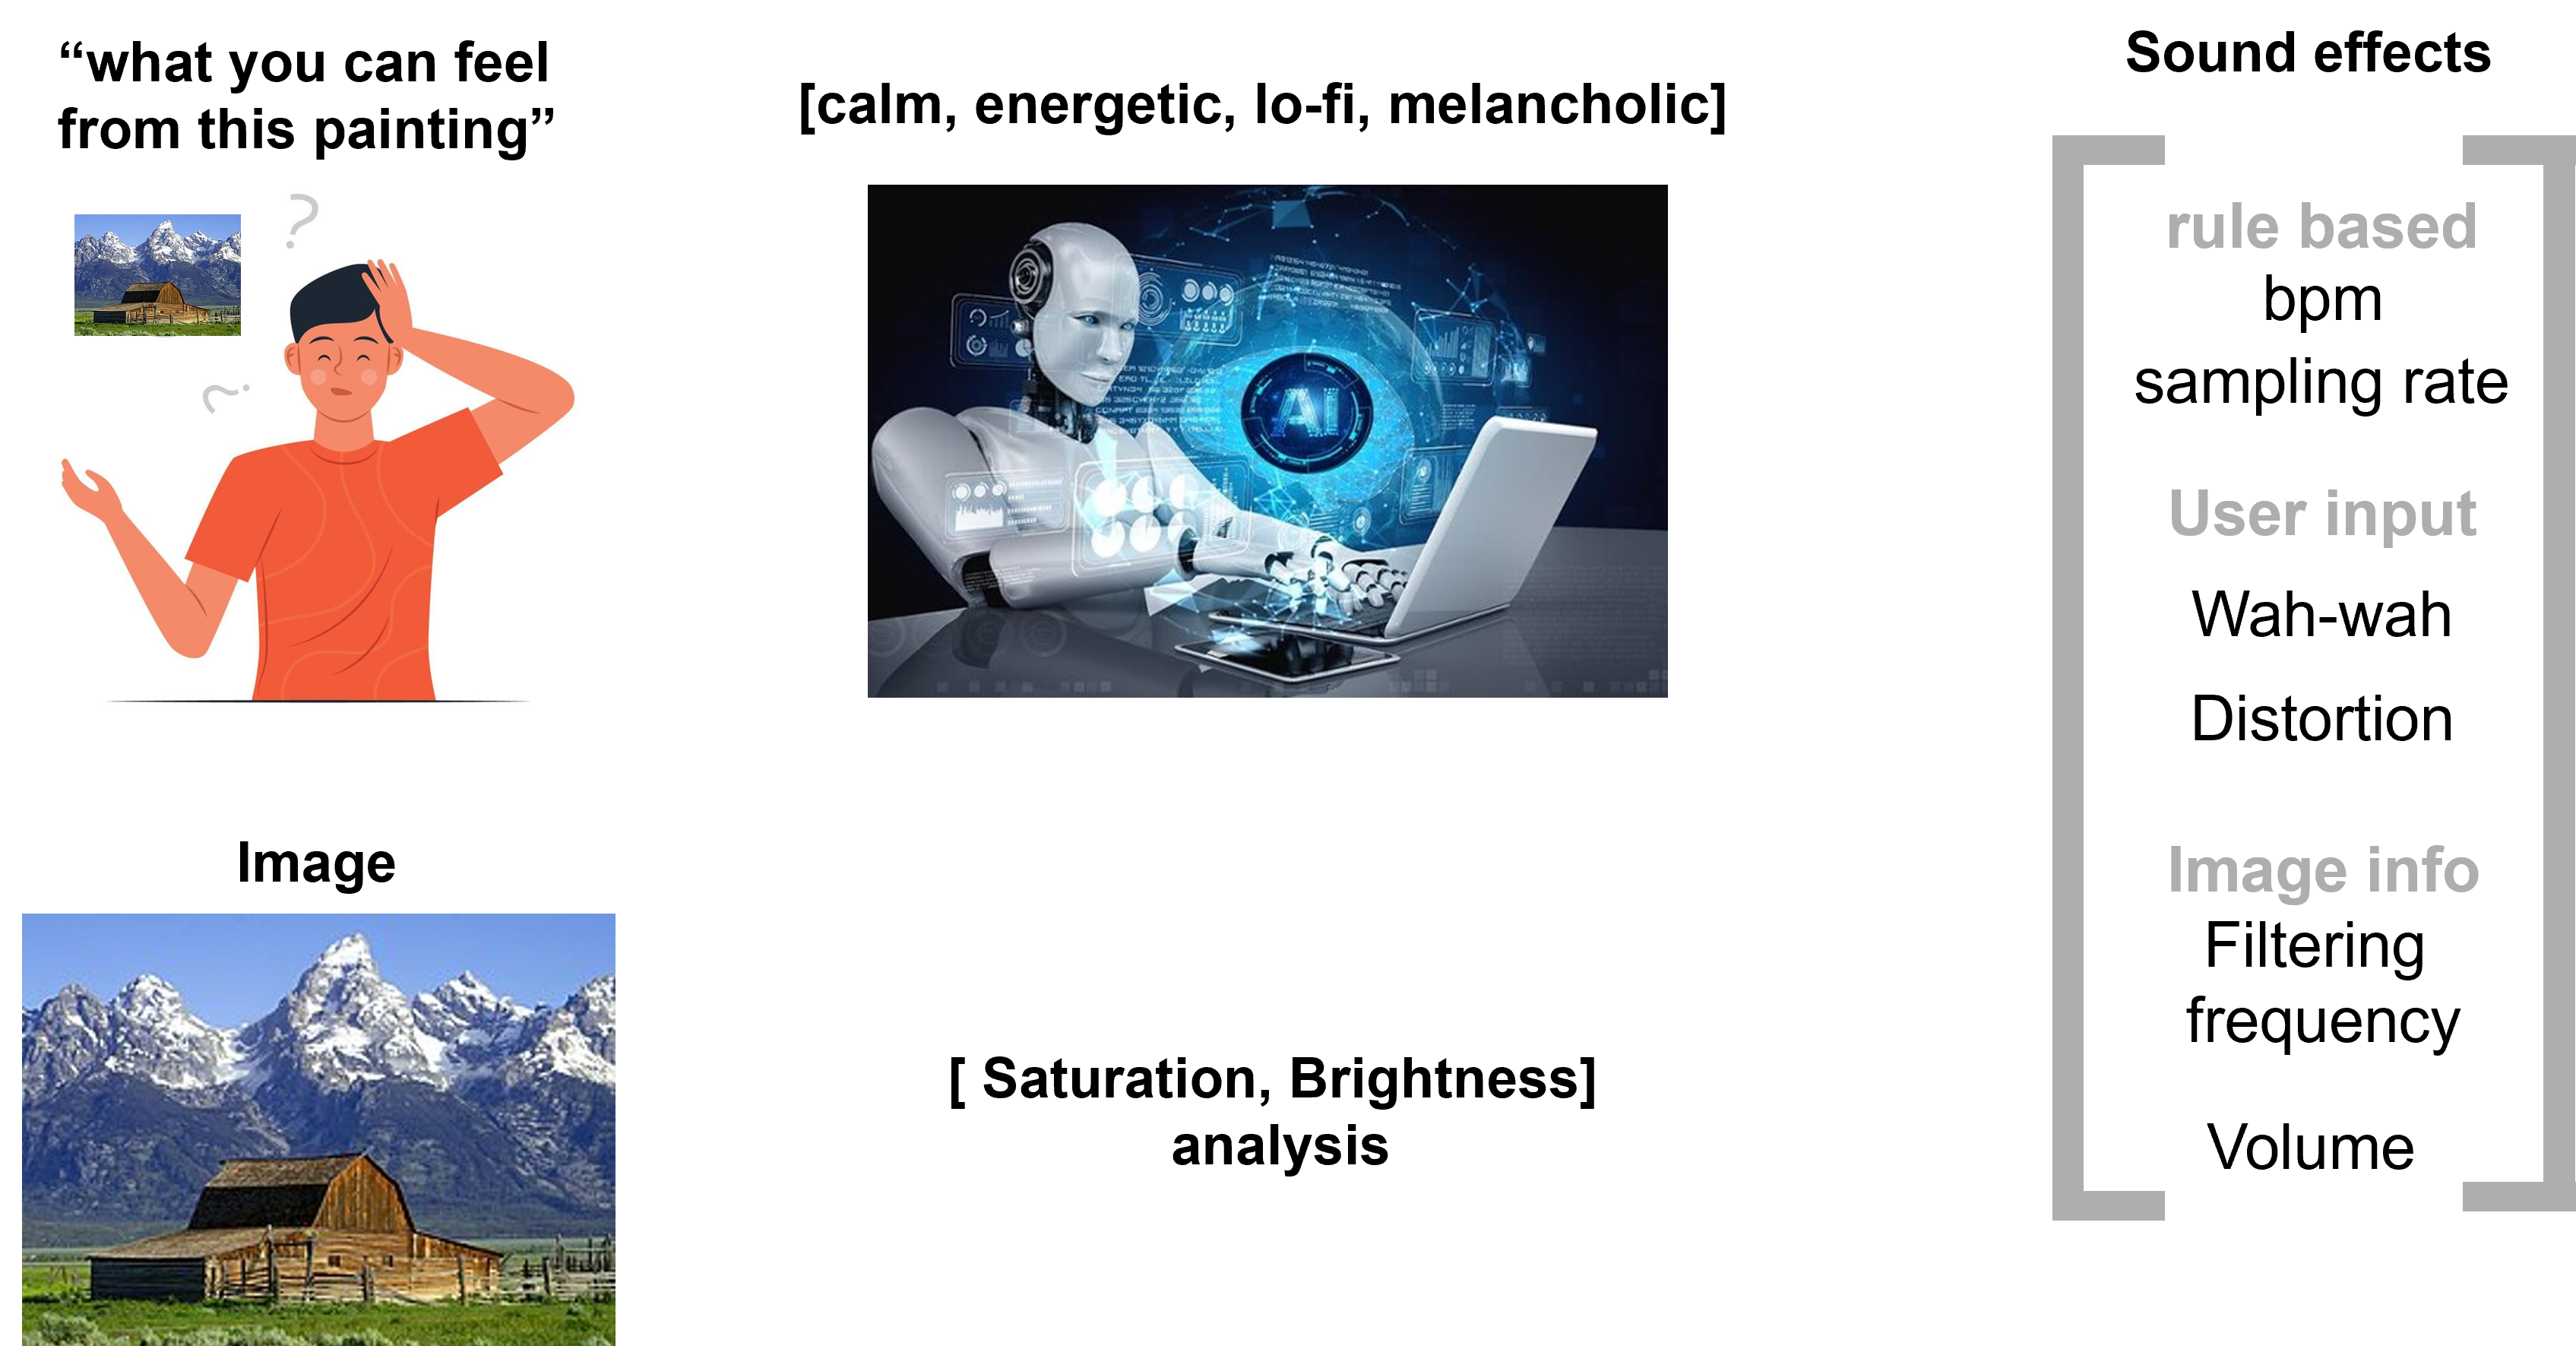 “what you can feel
from this painting”
[calm, energetic, lo-fi, melancholic]
AI
Image
[ Saturation, Brightness]
analysis
Sound effects
rule based
bpm
sampling rate
User input
Wah-wah
Distortion
Image info
Filtering
frequency
Volume